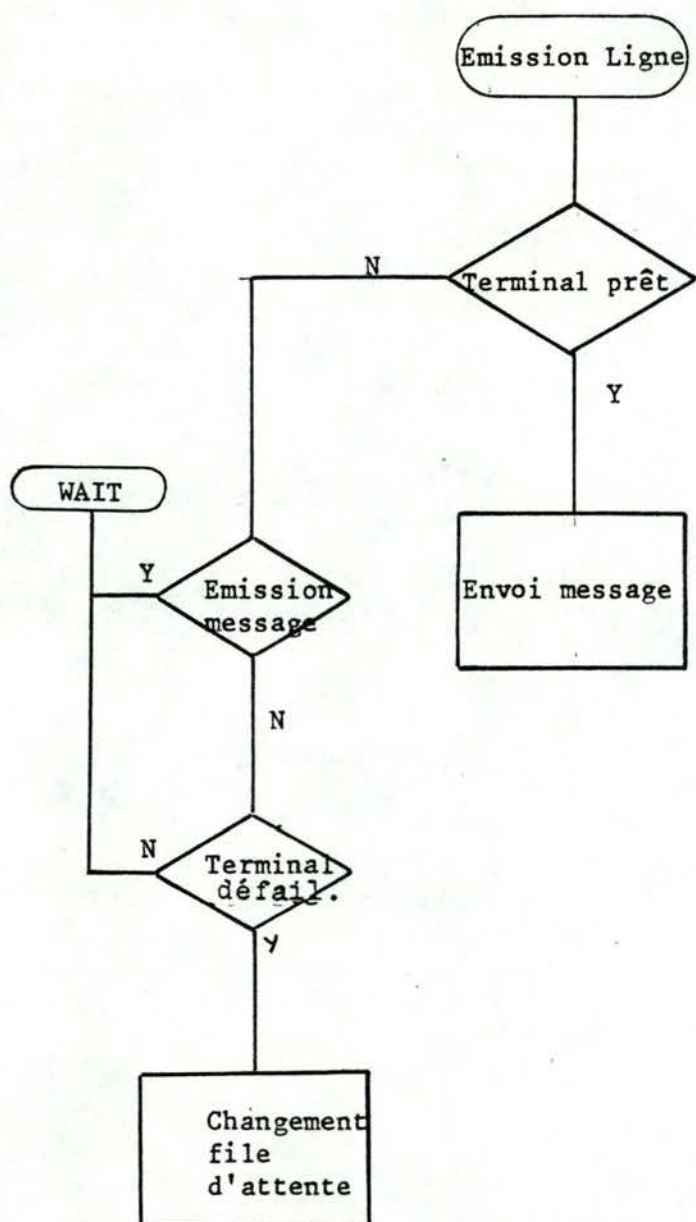 Emission Ligne
N
Terminal prêt
Y
WAIT
Y
Emission
message
Envoi message
N
N
Terminal
défail.
Y
Changement
file
d'attente